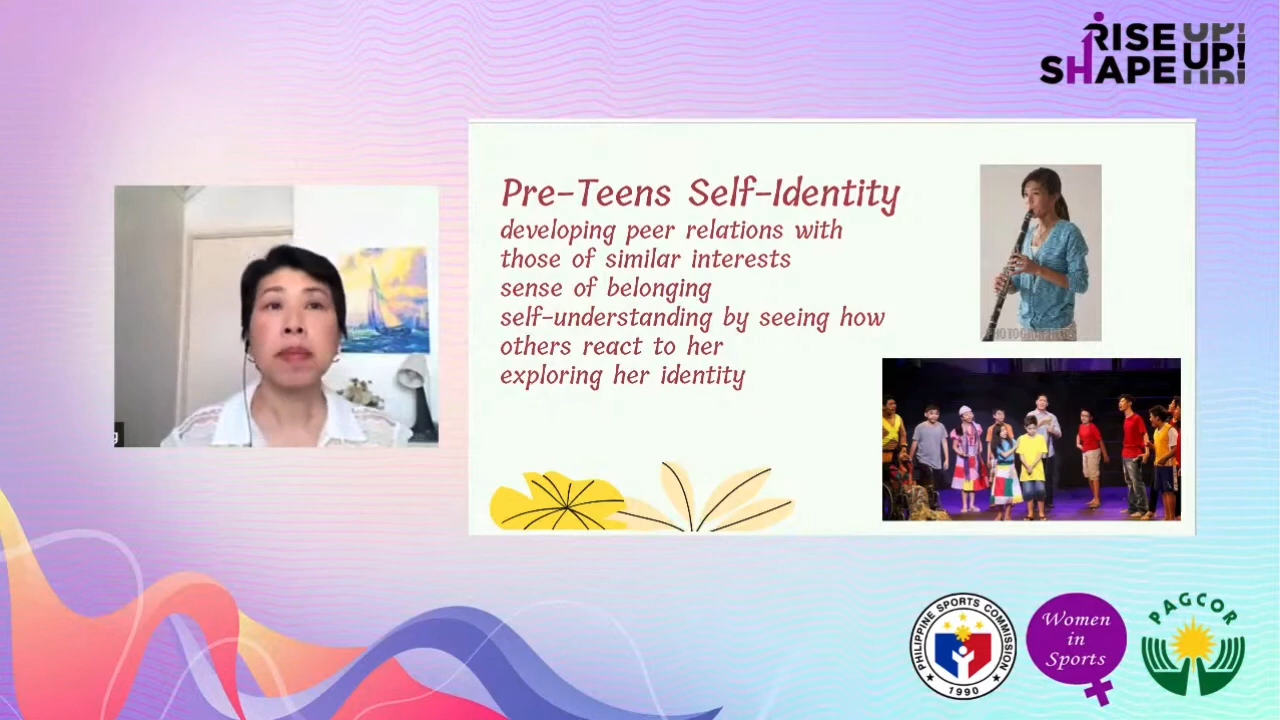 RISE UP!
SHAPE UP!
UP!
Pre-Teens Self-Identity
developing peer relations with
those of similar interests
sense of belonging
self-understanding by seeing how
others react to her
exploring her identity
g
PHILIPPINE SPORTS COMMISSION
1990
Women
in
Sports
PAGCOR